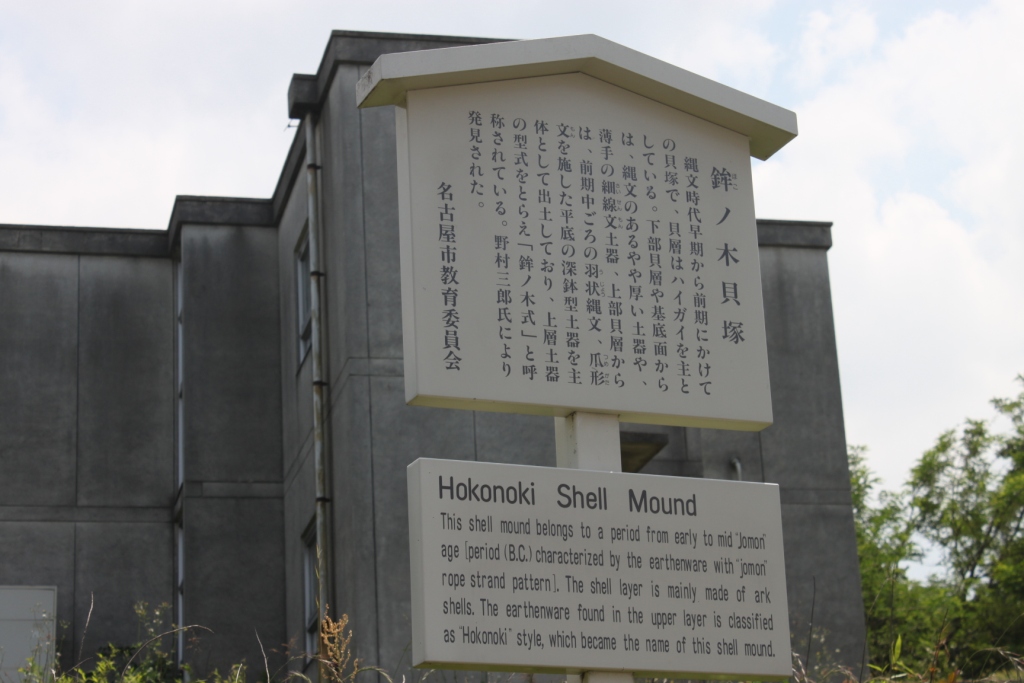 鉾ノ木貝塚
縄文時代早期から前期にかけて
の貝塚で、貝層はハイガイを主と
している。下部貝層や基底面から
は、縄文のあるやや厚い土器や、
薄手の細線文土器、上部貝層から
は、前期中ごろの羽状縄文、爪形
文を施した平底の深鉢型土器を主
体として出土しており、上層土器
の型式をとらえ「鉾ノ木式」と呼
称されている。野村三郎氏により
発見された。
名古屋市教育委員会
Hokonoki Shell Mound
This shell mound belongs to a period from early to mid "Jomon"
age [period (B.C.) characterized by the earthenware with "jomon"
rope strand pattern]. The shell layer is mainly made of ark
shells. The earthenware found in the upper layer is classified
as "Hokonoki" style, which became the name of this shell mound.